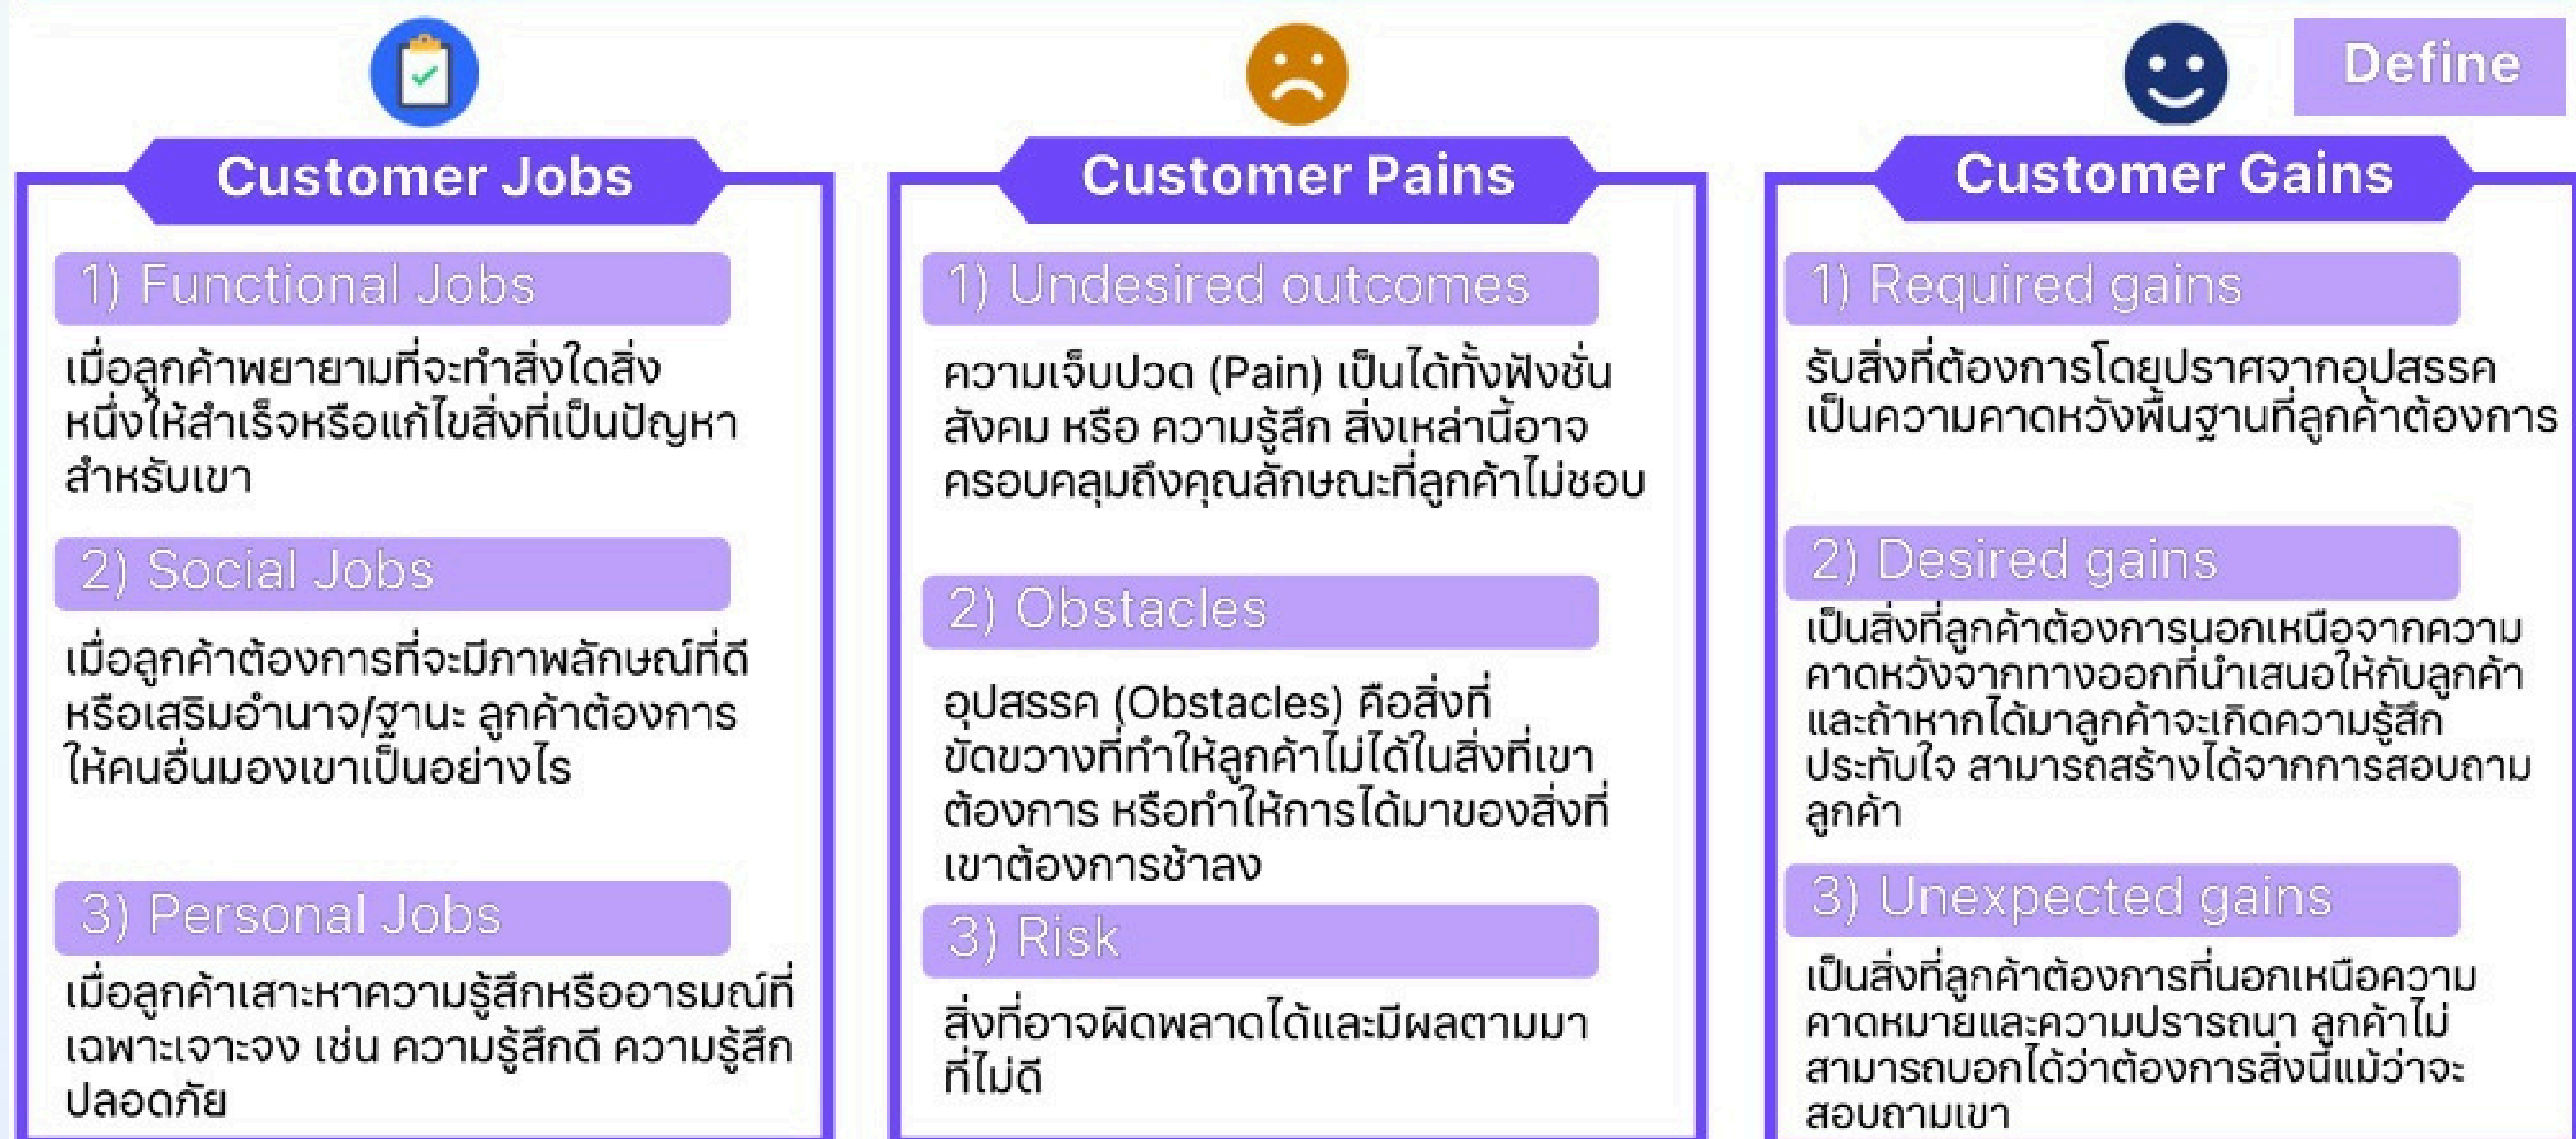 Define
Customer Jobs
1) Functional Jobs
เมื่อลูกค้าพยายามที่จะทำสิ่งใดสิ่ง
หนึ่งให้สำเร็จหรือแก้ไขสิ่งที่เป็นปัญหา
สำหรับเขา
2) Social Jobs
เมื่อลูกค้าต้องการที่จะมีภาพลักษณ์ที่ดี
หรือเสริมอำนาจ/ฐานะ ลูกค้าต้องการ
ให้คนอื่นมองเขาเป็นอย่างไร
3) Personal Jobs
เมื่อลูกค้าเสาะหาความรู้สึกหรืออารมณ์ที่
เฉพาะเจาะจง เช่น ความรู้สึกดี ความรู้สึก
ปลอดภัย
Customer Pains
1) Undesired outcomes
ความเจ็บปวด (Pain) เป็นได้ทั้งฟังชั่น
สังคม หรือ ความรู้สึก สิ่งเหล่านี้อาจ
ครอบคลุมถึงคุณลักษณะที่ลูกค้าไม่ชอบ
2) Obstacles
อุปสรรค (Obstacles) คือสิ่งที่
ขัดขวางที่ทำให้ลูกค้าไม่ได้ในสิ่งที่เขา
ต้องการ หรือทำให้การได้มาของสิ่งที่
เขาต้องการช้าลง
3) Risk
สิ่งที่อาจผิดพลาดได้และมีผลตามมา
ที่ไม่ดี
Customer Gains
1) Required gains
รับสิ่งที่ต้องการโดยปราศจากอุปสรรค
เป็นความคาดหวังพื้นฐานที่ลูกค้าต้องการ
2) Desired gains
เป็นสิ่งที่ลูกค้าต้องการนอกเหนือจากความ
คาดหวังจากทางออกที่นำเสนอให้กับลูกค้า
และถ้าหากได้มาลูกค้าจะเกิดความรู้สึก
ประทับใจ สามารถสร้างได้จากการสอบถาม
ลูกค้า
3) Unexpected gains
เป็นสิ่งที่ลูกค้าต้องการที่นอกเหนือความ
คาดหมายและความปรารถนา ลูกค้าไม่
สามารถบอกได้ว่าต้องการสิ่งนี้แม้ว่าจะ
สอบถามเขา